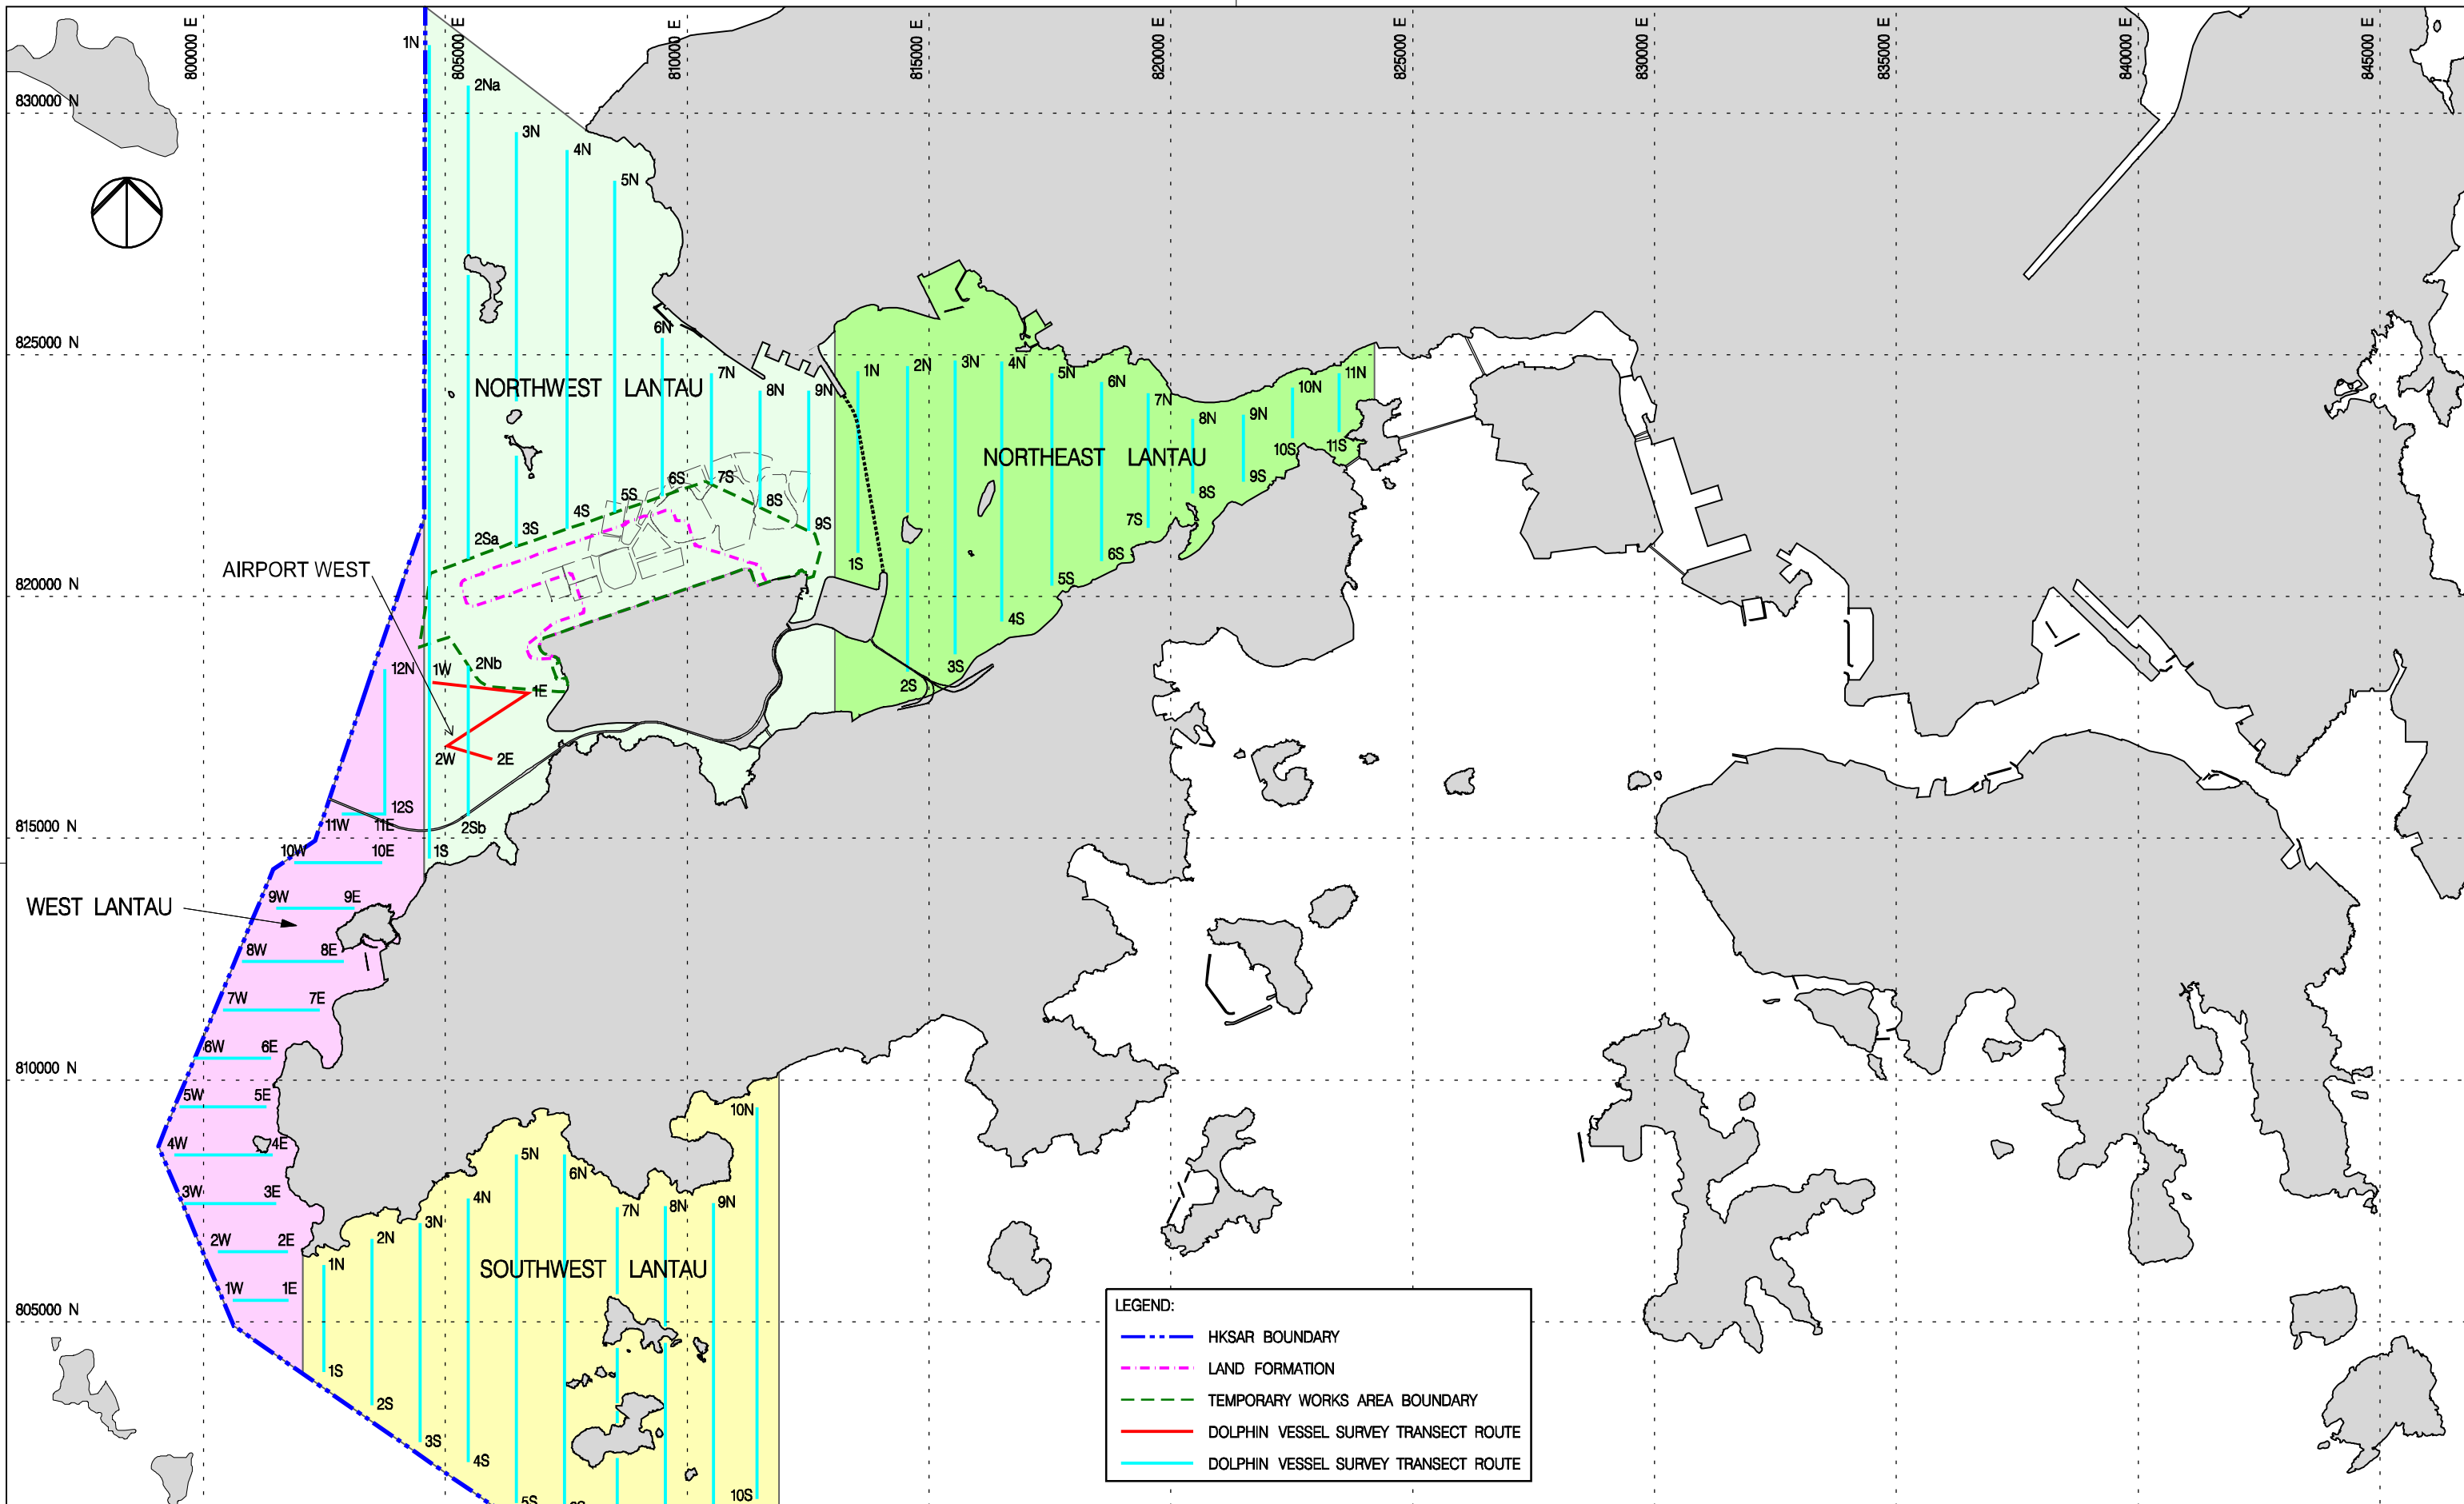 800000 E
805000 E
810000 E
815000 E
820000 E
825000 E
830000 E
835000 E
840000 E
845000 E
1N
2Na
830000 N
3N
4N
5N
6N
825000 N
7N
8N
9N
NORTHWEST LANTAU
1N
2N
3N
4N
5N
6N
7N
8N
9N
10N
11N
NORTHEAST LANTAU
10S
11S
9S
8S
7S
6S
5S
4S
3S
2S
1S
2Sa
3S
4S
5S
6S
7S
8S
9S
AIRPORT WEST
820000 N
12N
1W
2Nb
1E
2W
2E
12S
11W
11E
2Sb
815000 N
1S
10W
10E
9W
9E
WEST LANTAU
8W
8E
7W
7E
6W
6E
810000 N
5W
5E
4W
4E
3W
3E
2W
2E
1W
1E
805000 N
1N
2N
3N
4N
5N
6N
7N
8N
9N
10N
SOUTHWEST LANTAU
1S
2S
3S
4S
5S
10S
LEGEND:
HKSAR BOUNDARY
LAND FORMATION
TEMPORARY WORKS AREA BOUNDARY
DOLPHIN VESSEL SURVEY TRANSECT ROUTE
DOLPHIN VESSEL SURVEY TRANSECT ROUTE